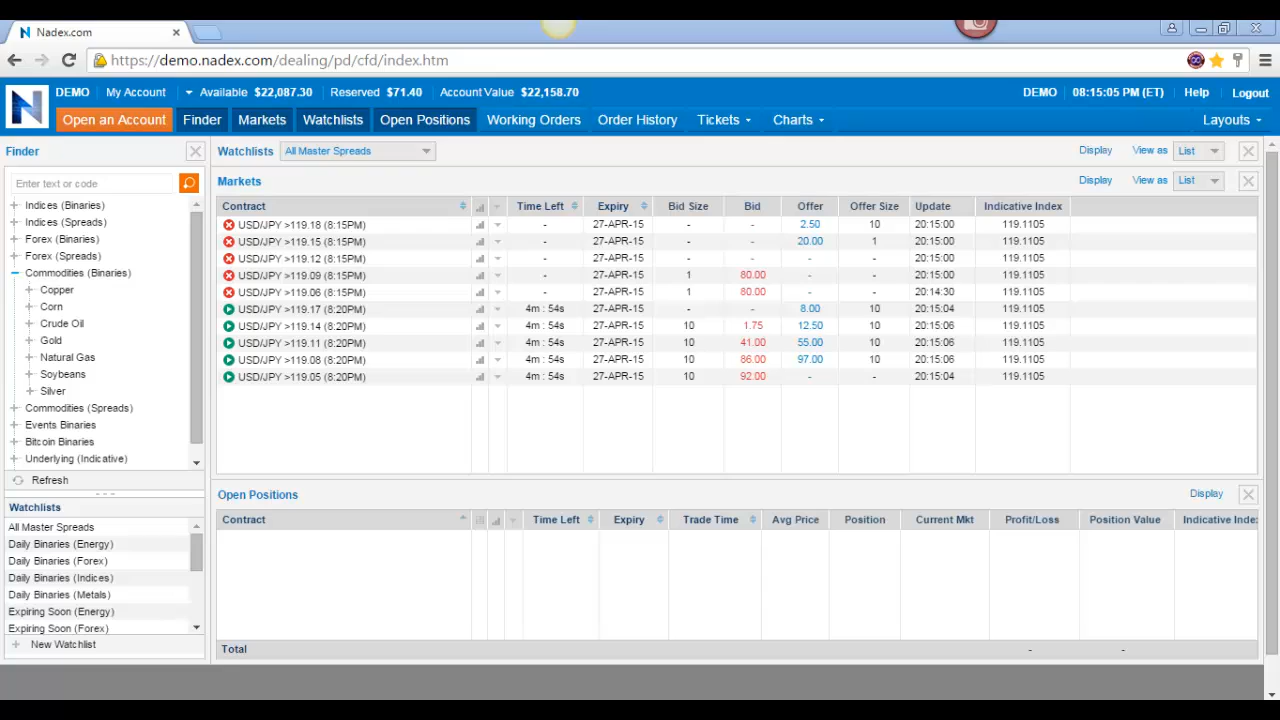 Nadex.com
https://demo.nadex.com/dealing/pd/cfd/index.htm
DEMO My Account Available $22,087.30 Reserved $71.40 Account Value $22,158.70 DEMO 08:15:05 PM (ET) Help Logout
Open an Account Finder Markets Watchlists Open Positions Working Orders Order History Tickets Charts Layouts
Finder
Enter text or code
Indices (Binaries)
Indices (Spreads)
Forex (Binaries)
Forex (Spreads)
Commodities (Binaries)
Copper
Corn
Crude Oil
Gold
Natural Gas
Soybeans
Silver
Commodities (Spreads)
Events Binaries
Bitcoin Binaries
Underlying (Indicative)
Refresh
Watchlists
All Master Spreads
Daily Binaries (Energy)
Daily Binaries (Forex)
Daily Binaries (Indices)
Daily Binaries (Metals)
Expiring Soon (Energy)
Expiring Soon (Forex)
New Watchlist
Watchlists All Master Spreads Display View as List
Markets Display View as List
Contract Time Left Expiry Bid Size Bid Offer Offer Size Update Indicative Index
USD/JPY >119.18 (8:15PM) - 27-APR-15 - - 2.50 10 20:15:00 119.1105
USD/JPY >119.15 (8:15PM) - 27-APR-15 - - 20.00 1 20:15:00 119.1105
USD/JPY >119.12 (8:15PM) - 27-APR-15 - - - - 20:15:00 119.1105
USD/JPY >119.09 (8:15PM) - 27-APR-15 1 80.00 - - 20:15:00 119.1105
USD/JPY >119.06 (8:15PM) - 27-APR-15 1 80.00 - - 20:14:30 119.1105
USD/JPY >119.17 (8:20PM) 4m : 54s 27-APR-15 - - 8.00 10 20:15:04 119.1105
USD/JPY >119.14 (8:20PM) 4m : 54s 27-APR-15 10 1.75 12.50 10 20:15:06 119.1105
USD/JPY >119.11 (8:20PM) 4m : 54s 27-APR-15 10 41.00 55.00 10 20:15:06 119.1105
USD/JPY >119.08 (8:20PM) 4m : 54s 27-APR-15 10 86.00 97.00 10 20:15:06 119.1105
USD/JPY >119.05 (8:20PM) 4m : 54s 27-APR-15 10 92.00 - - 20:15:04 119.1105
Open Positions Display
Contract Time Left Expiry Trade Time Avg Price Position Current Mkt Profit/Loss Position Value Indicative Inde
Total - -